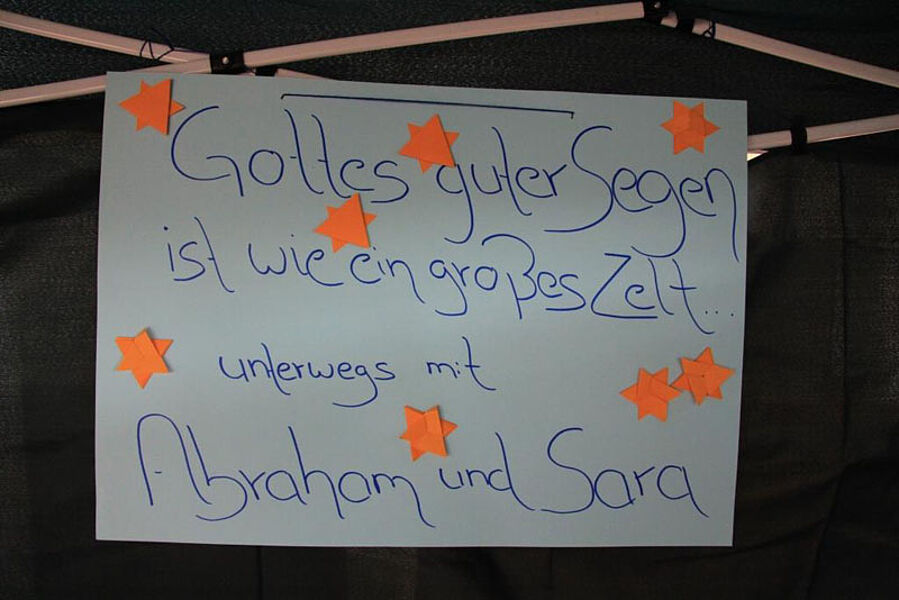 Gottes guter Segen
ist wie ein großes Zelt...
unterwegs mit
Abraham und Sara